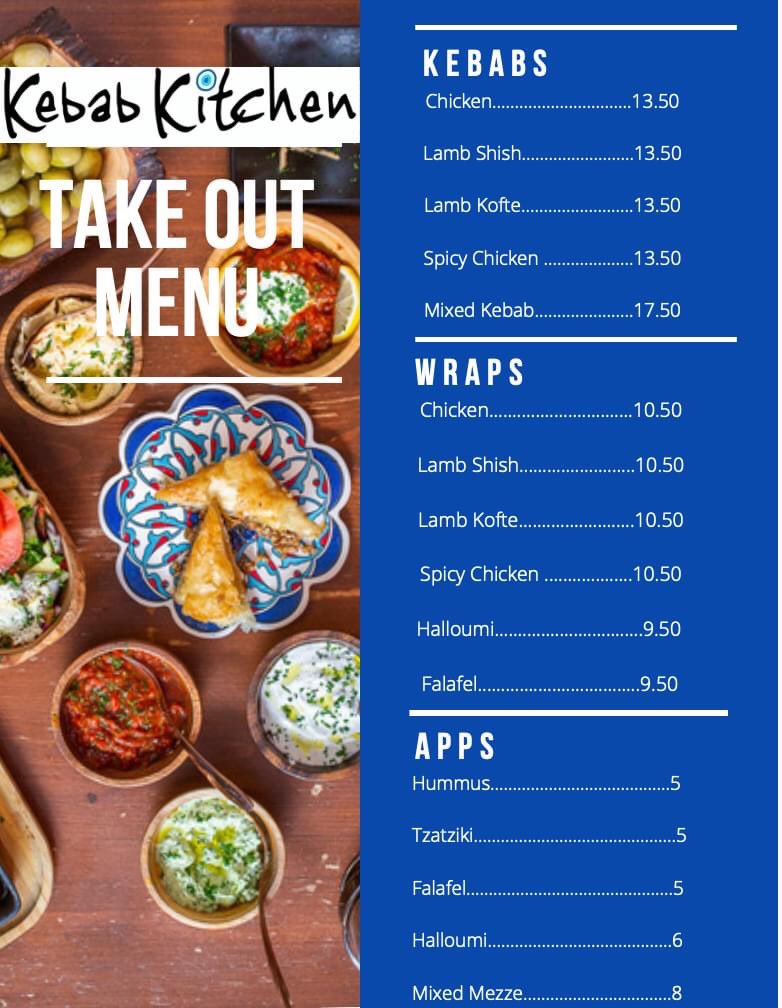 Kebab Kitchen
TAKE OUT
MENU
KEBABS
Chicken...............................13.50
Lamb Shish.........................13.50
Lamb Kofte.........................13.50
Spicy Chicken ....................13.50
Mixed Kebab......................17.50
WRAPS
Chicken................................10.50
Lamb Shish..........................10.50
Lamb Kofte..........................10.50
Spicy Chicken ....................10.50
Halloumi.................................9.50
Falafel....................................9.50
APPS
Hummus........................................5
Tzatziki.............................................5
Falafel..............................................5
Halloumi.........................................6
Mixed Mezze.................................8